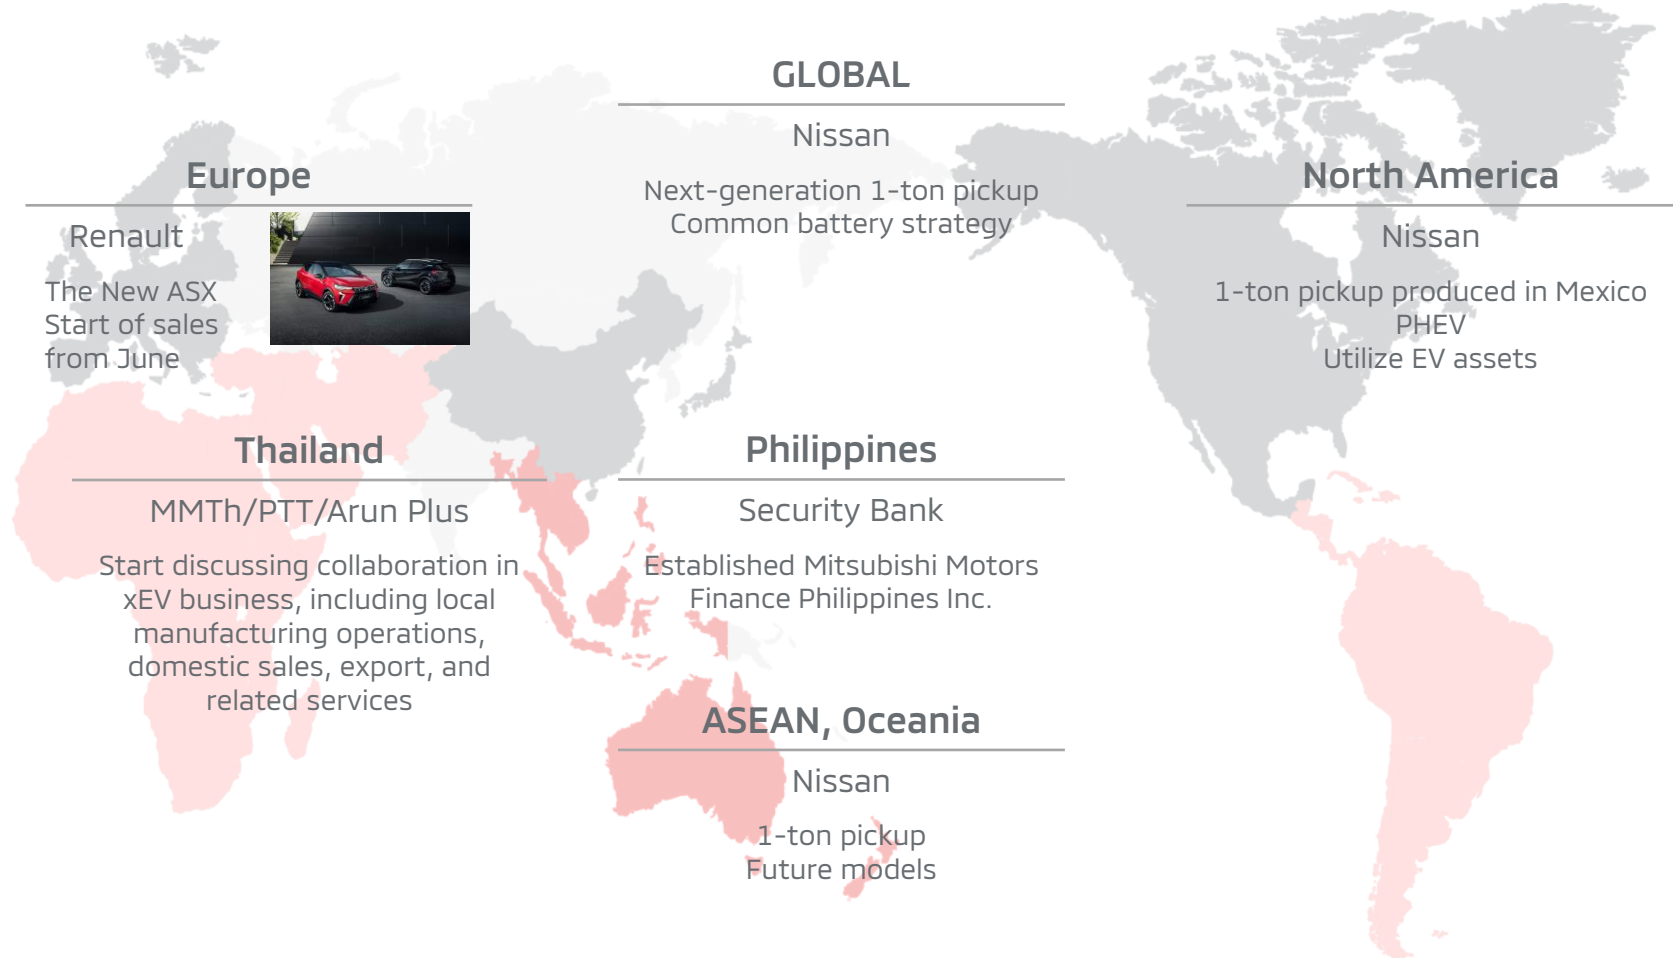 GLOBAL
Nissan
Next-generation 1-ton pickup
Common battery strategy
Europe
Renault
The New ASX
Start of sales
from June
North America
Nissan
1-ton pickup produced in Mexico
PHEV
Utilize EV assets
Thailand
MMTh/PTT/Arun Plus
Start discussing collaboration in
xEV business, including local
manufacturing operations,
domestic sales, export, and
related services
Philippines
Security Bank
Established Mitsubishi Motors
Finance Philippines Inc.
ASEAN, Oceania
Nissan
1-ton pickup
Future models